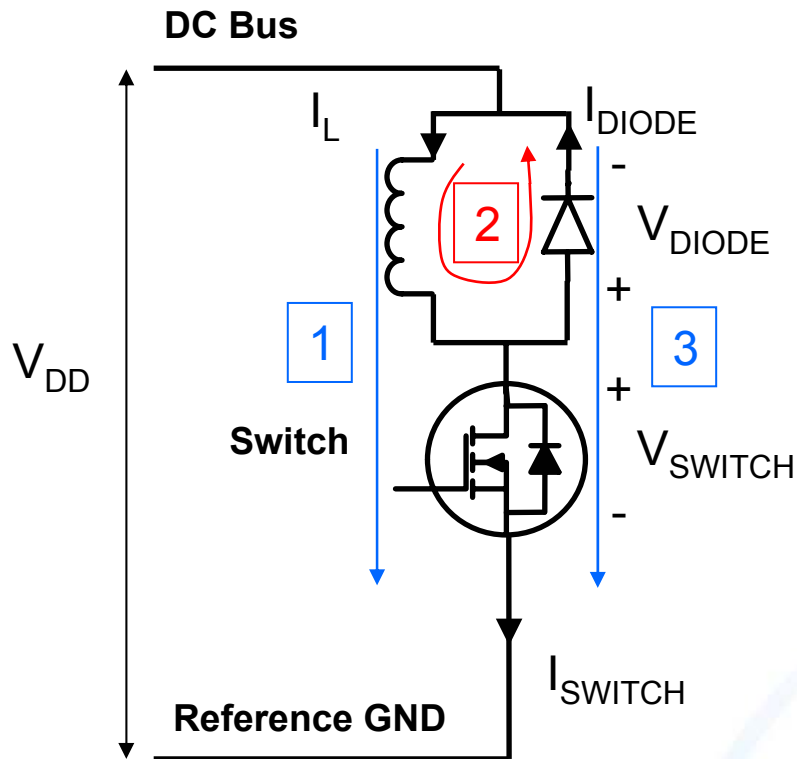 DC Bus
I_L
I_DIODE
-
2
V_DIODE
+
1
3
V_DD
+
Switch
V_SWITCH
-
I_SWITCH
Reference GND